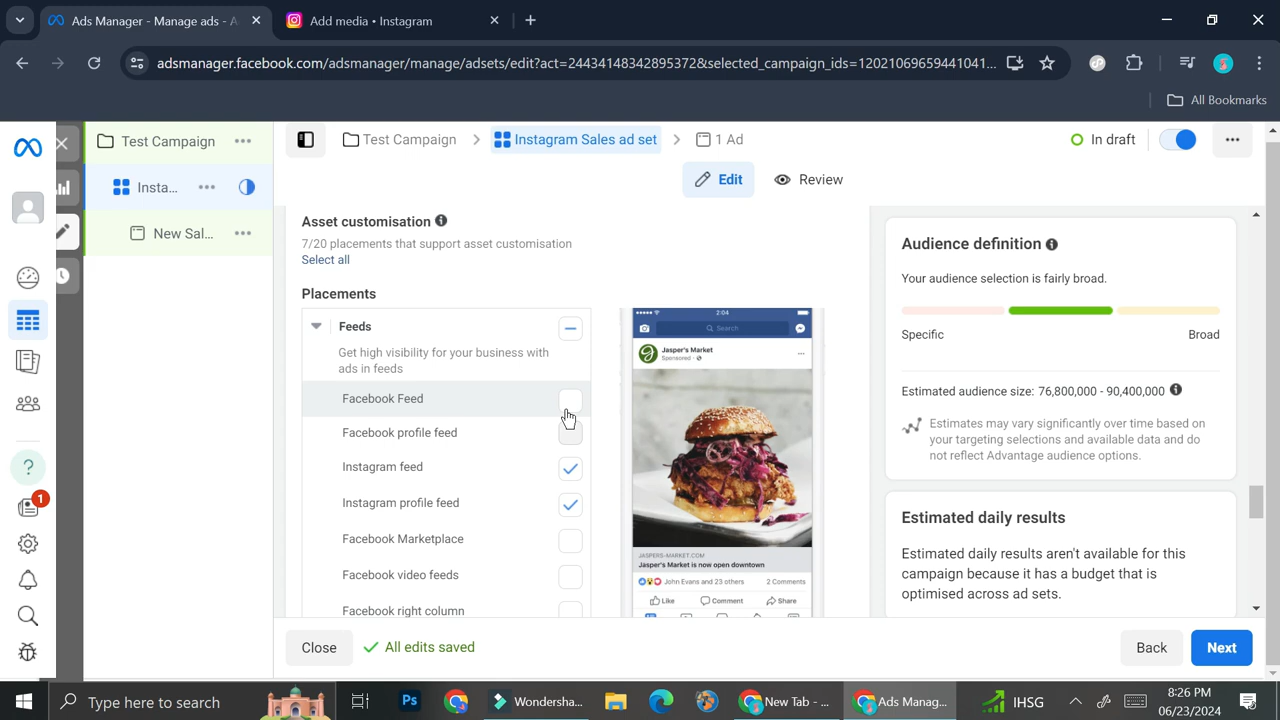 Ads Manager - Manage ads - A
Add media • Instagram
adsmanager.facebook.com/adsmanager/manage/adsets/edit?act=244341483428953728&selected_campaign_ids=12021069659441041...
All Bookmarks
Test Campaign
Insta...
New Sal...
Test Campaign
Instagram Sales ad set
1 Ad
In draft
Edit
Review
Asset customisation
7/20 placements that support asset customisation
Select all
Placements
Feeds
Get high visibility for your business with
ads in feeds
Facebook Feed
Facebook profile feed
Instagram feed
Instagram profile feed
Facebook Marketplace
Facebook video feeds
Facebook right column
2:04
Search
Jasper's Market
Sponsored
JASPERS-MARKET.COM
Jasper's Market is now open downtown
John Evans and 23 others
2 Comments
Like
Comment
Share
Audience definition
Your audience selection is fairly broad.
Specific
Broad
Estimated audience size: 76,800,000 - 90,400,000
Estimates may vary significantly over time based on
your targeting selections and available data and do
not reflect Advantage audience options.
Estimated daily results
Estimated daily results aren't available for this
campaign because it has a budget that is
optimised across ad sets.
1
Close
All edits saved
Back
Next
Type here to search
Ps
Wondersha...
New Tab - ...
Ads Manag...
IHSG
8:26 PM
06/23/2024